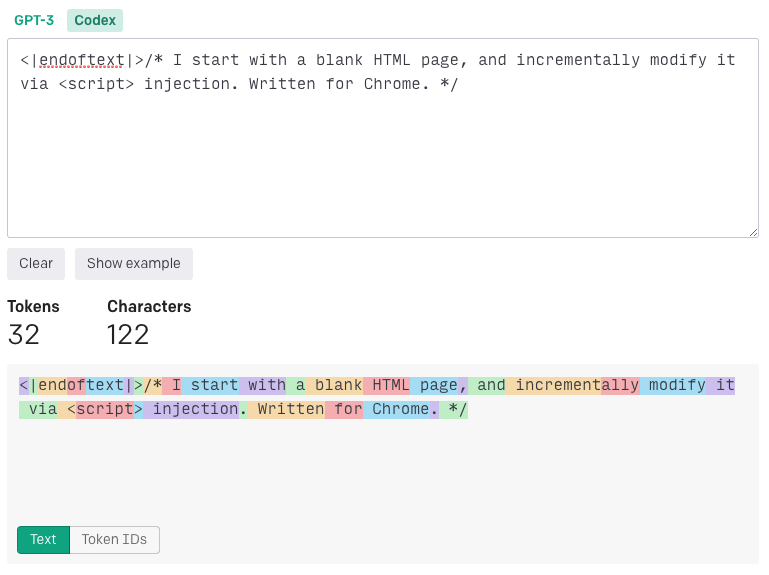 GPT-3 Codex
<|endoftext|>/* I start with a blank HTML page, and incrementally modify it
via <script> injection. Written for Chrome. */
Clear Show example
Tokens Characters
32 122
<|endoftext|>/* I start with a blank HTML page, and incrementally modify it
via <script> injection. Written for Chrome. */
Text Token IDs